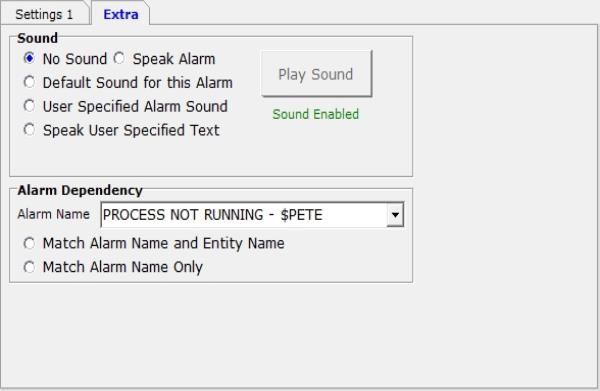 Settings 1 Extra
Sound
No Sound Speak Alarm
Default Sound for this Alarm
User Specified Alarm Sound
Speak User Specified Text
Play Sound
Sound Enabled
Alarm Dependency
Alarm Name PROCESS NOT RUNNING - $PETE
Match Alarm Name and Entity Name
Match Alarm Name Only